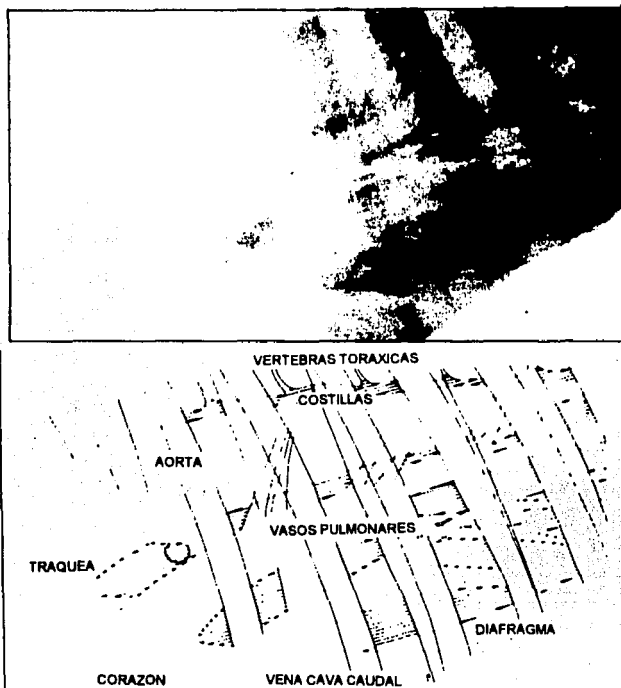 VERTEBRAS TORAXICAS
COSTILLAS
AORTA
VASOS PULMONARES
TRAQUEA
DIAFRAGMA
CORAZON VENA CAVA CAUDAL